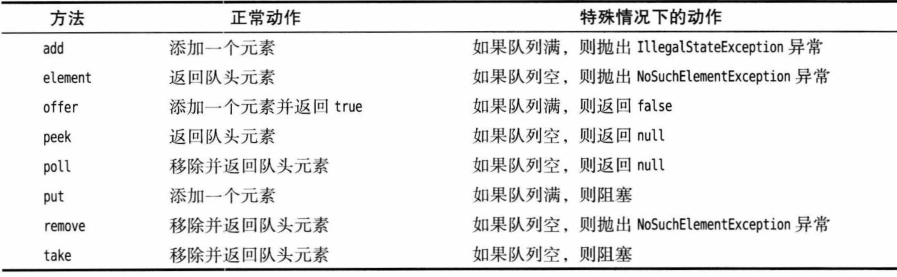 方法 正常动作 特殊情况下的动作
add 添加一个元素 如果队列满，则抛出 IllegalStateException 异常
element 返回队头元素 如果队列空，则抛出 NoSuchElementException 异常
offer 添加一个元素并返回 true 如果队列满，则返回 false
peek 返回队头元素 如果队列空，则返回 null
poll 移除并返回队头元素 如果队列空，则返回 null
put 添加一个元素 如果队列满，则阻塞
remove 移除并返回队头元素 如果队列空，则抛出 NoSuchElementException 异常
take 移除并返回队头元素 如果队列空，则阻塞